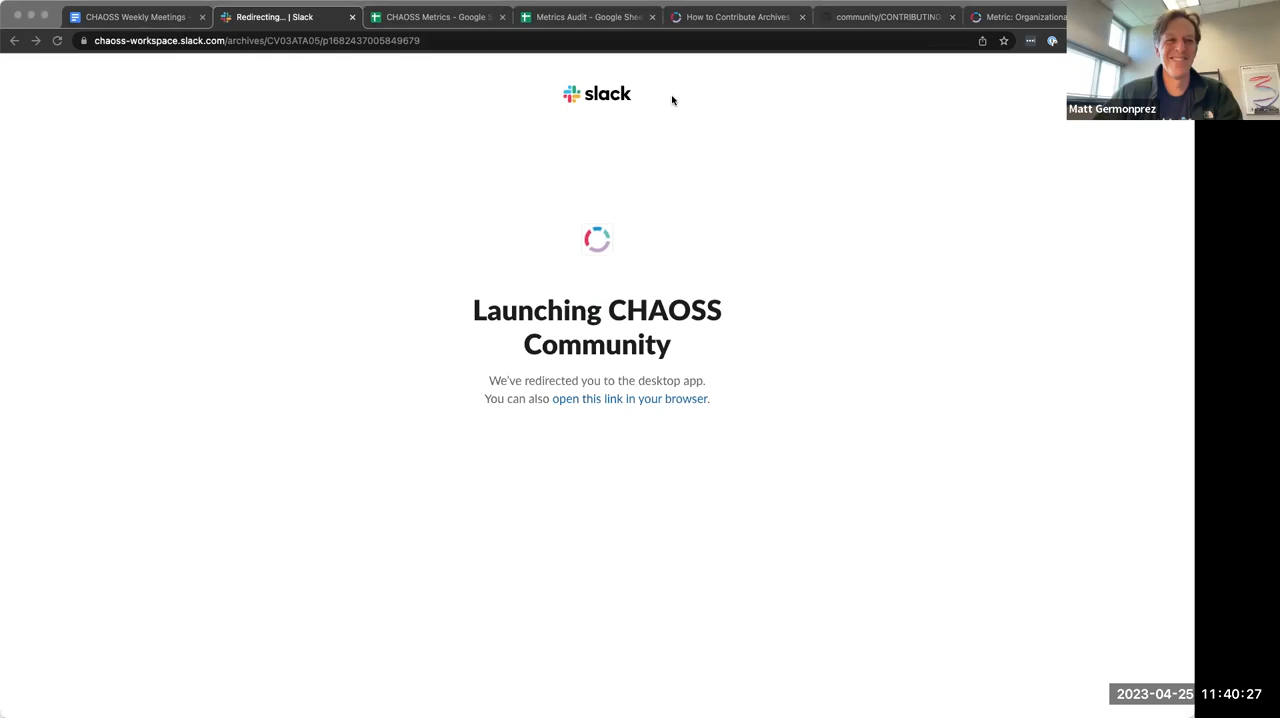 CHAOSS Weekly Meetings -
Redirecting... | Slack
CHAOSS Metrics - Google S
Metrics Audit - Google Shee
How to Contribute Archives
community/CONTRIBUTING
Metric: Organizational
chaoss-workspace.slack.com/archives/CV03ATA05/p1682437005849679
slack
Matt Germonprez
Launching CHAOSS
Community
We've redirected you to the desktop app.
You can also open this link in your browser.
2023-04-25 11:40:27